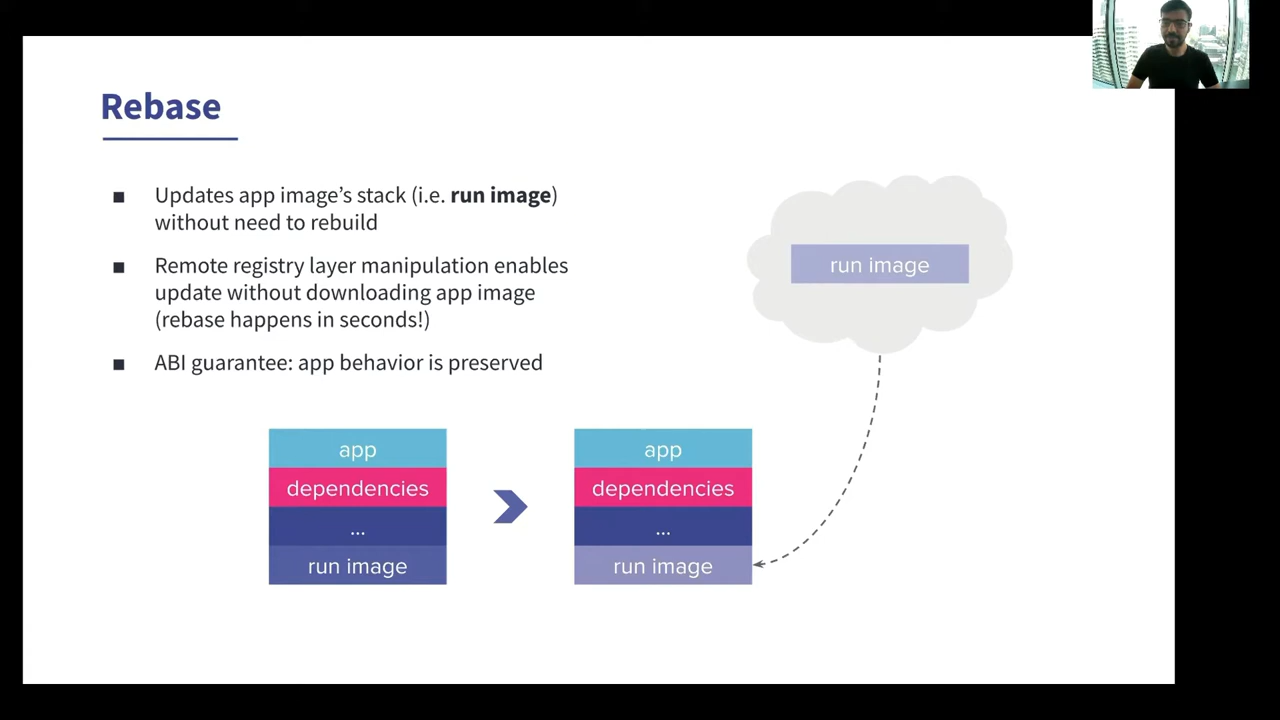 Rebase
■ Updates app image’s stack (i.e. run image)
without need to rebuild
■ Remote registry layer manipulation enables
update without downloading app image
(rebase happens in seconds!)
■ ABI guarantee: app behavior is preserved
run image
app
dependencies
...
run image
app
dependencies
...
run image